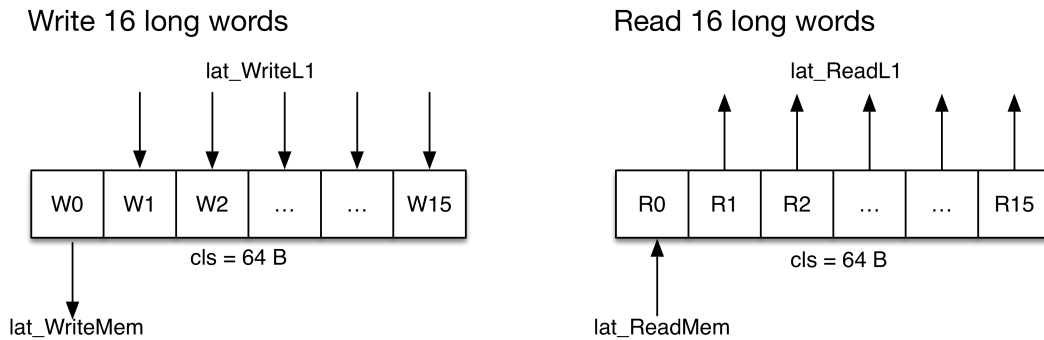 Write 16 long words
lat_WriteL1
W0 W1 W2 ... ... W15
cls = 64 B
lat_WriteMem
Read 16 long words
lat_ReadL1
R0 R1 R2 ... ... R15
cls = 64 B
lat_ReadMem